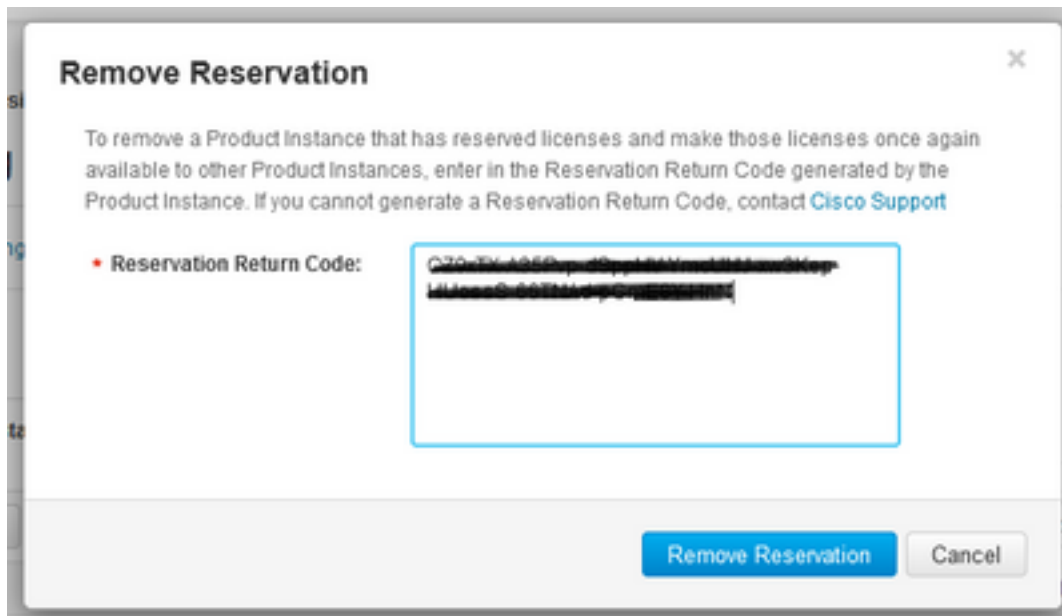 Remove Reservation
×
To remove a Product Instance that has reserved licenses and make those licenses once again
available to other Product Instances, enter in the Reservation Return Code generated by the
Product Instance. If you cannot generate a Reservation Return Code, contact Cisco Support
* Reservation Return Code:
Remove Reservation Cancel